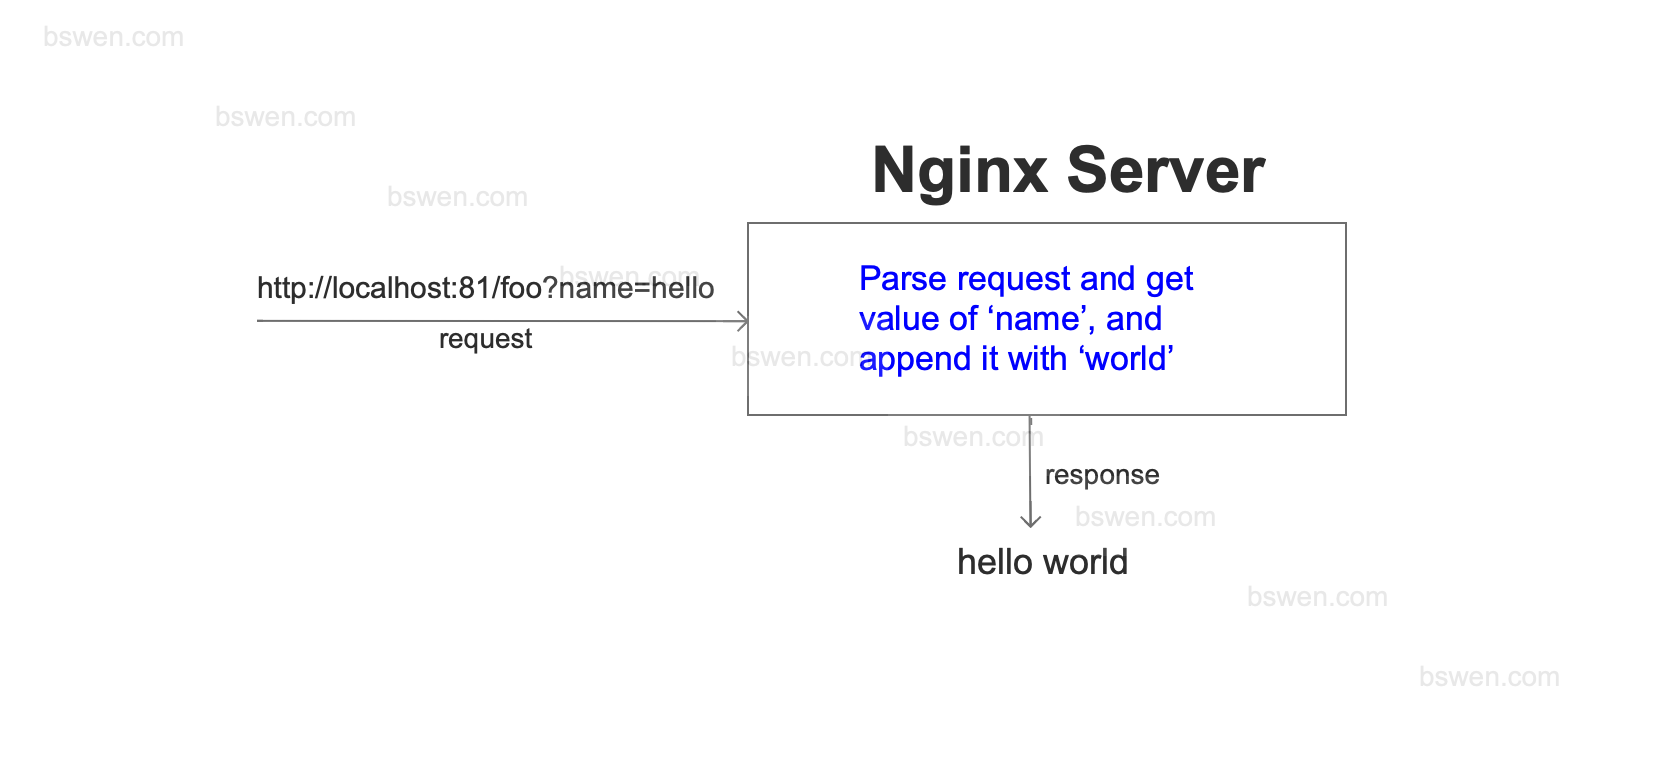 bswen.com
bswen.com
Nginx Server
bswen.com
http://localhost:81/foo?name=hello
bswen.com
request
Parse request and get
value of ‘name’, and
append it with ‘world’
bswen.com
bswen.com
response
bswen.com
hello world
bswen.com
bswen.com